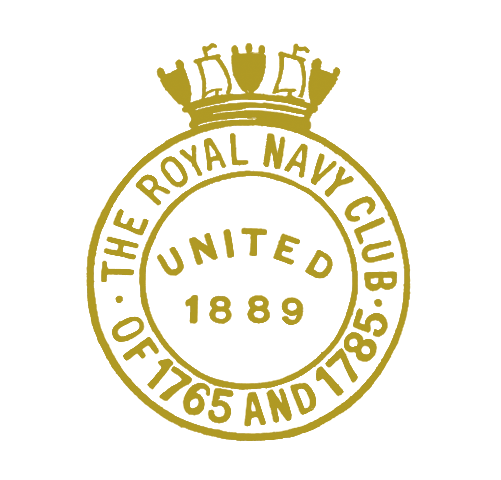 THE ROYAL NAVY CLUB
· OF 1765 AND 1785 ·
UNITED
1889